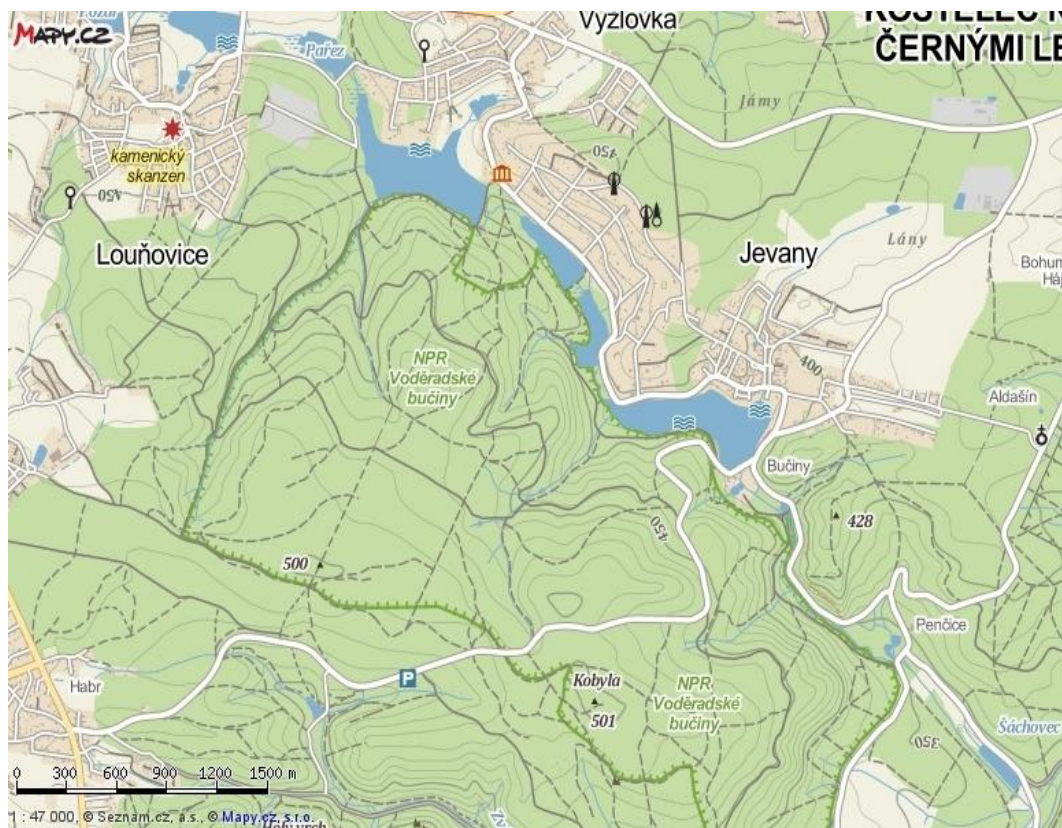 MAPY.CZ
Pařez
Vyžlovka
KOSTELEC N
ČERNÝMI LE
Jámy
450
kamenický
skanzen
450
Louňovice
Jevany
Lány
NPR
Voděradské
bučiny
400
Aldašín
Bučiny
428
450
500
Penčice
Habr
P
Kobyla
501
NPR
Voděradské
bučiny
350
Šáchovec
0 300 600 900 1200 1500 m
1 : 47 000, © Seznam.cz, a.s., © Mapy.cz, s.r.o.